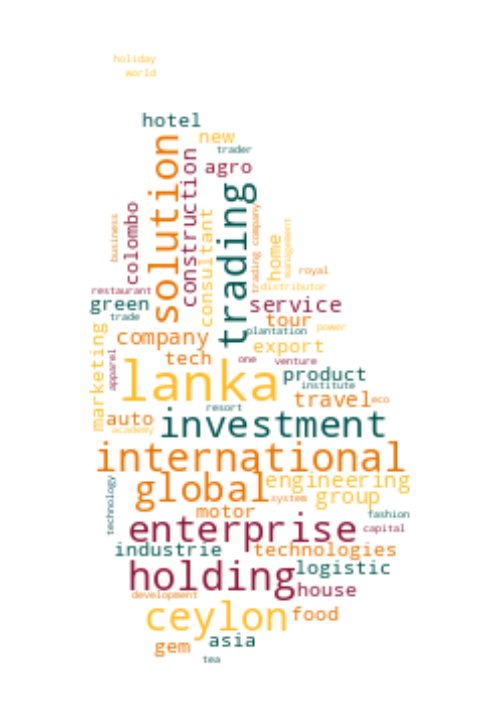 holiday
world
hotel
new
trader
agro
solution
construction
trading
consultant
colombo
business
trading company
home
management
royal
restaurant
distributor
green
service
trade
tour
plantation
power
marketing
company
export
tech
one
venture
apparel
lanka
product
institute
travel
eco
resort
auto
academy
investment
international
global
engineering
system
group
motor
technology
fashion
enterprise
capital
industrie
technologies
logistic
holding
house
development
ceylon
food
asia
gem
tea